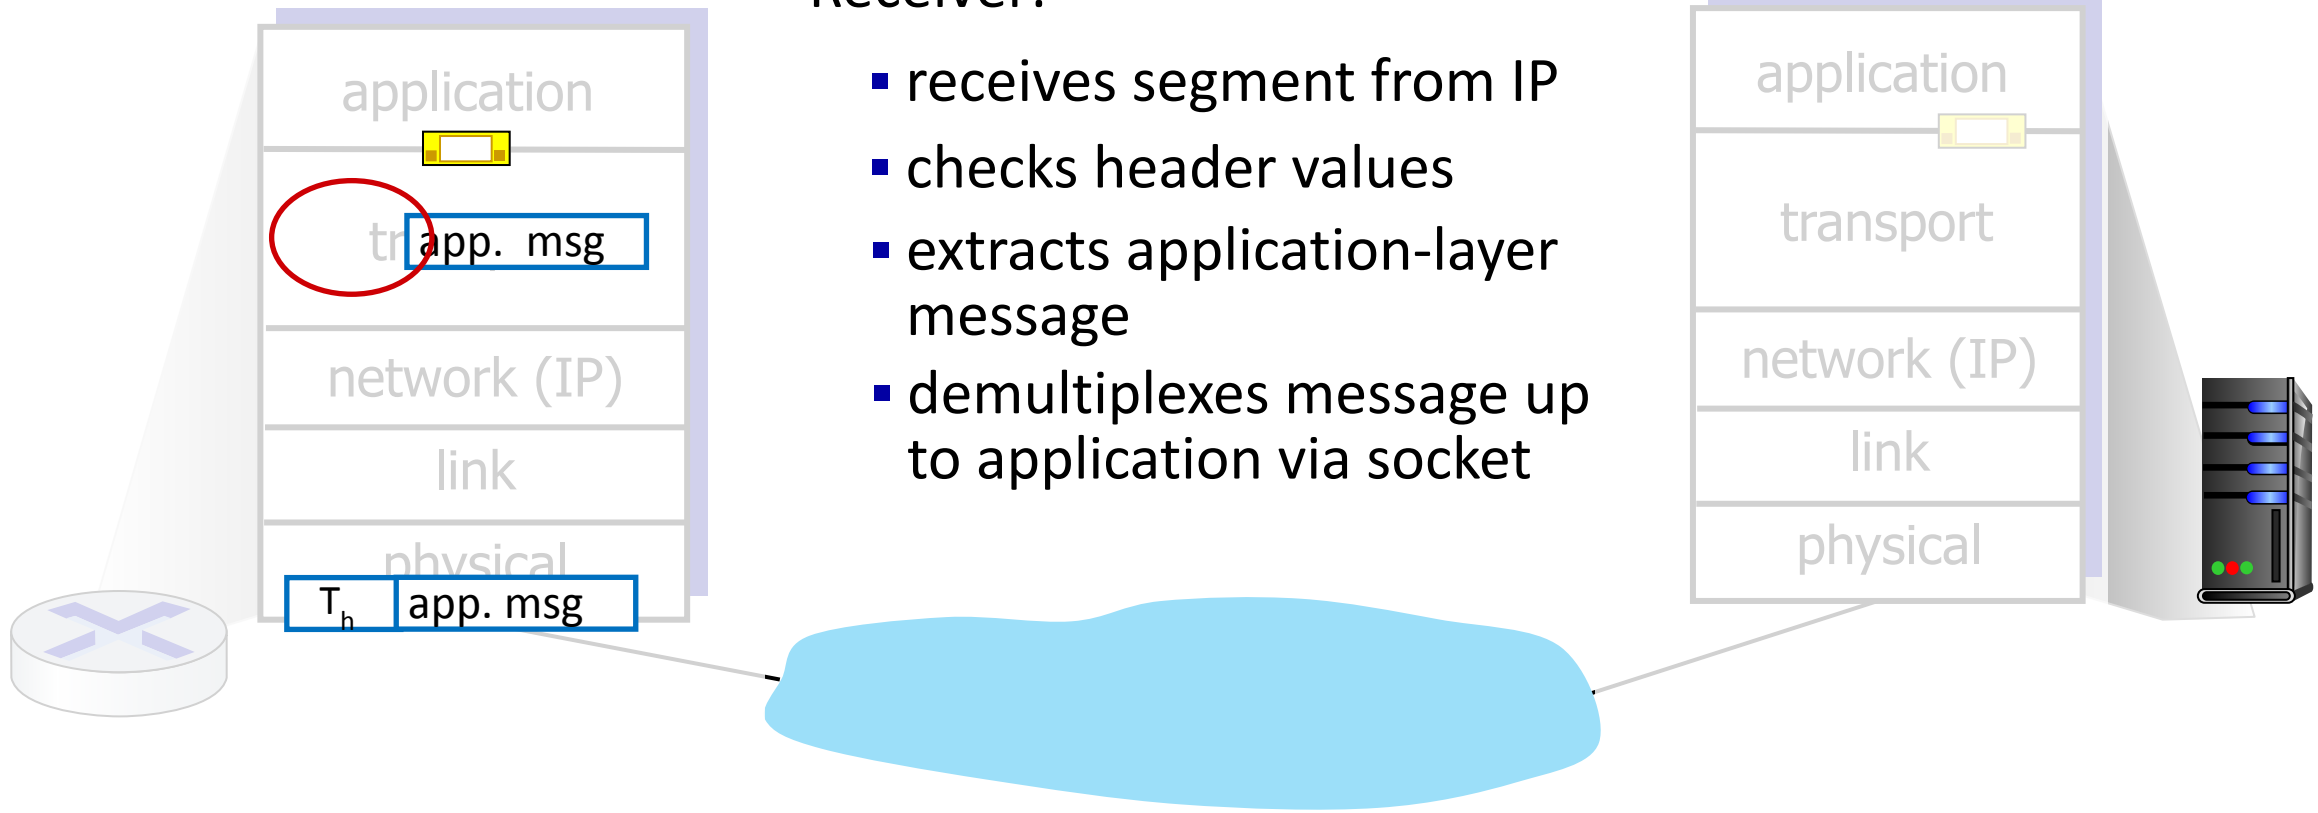 Receiver:
application
tr
app. msg
network (IP)
link
physical
T h app. msg
receives segment from IP
checks header values
extracts application-layer
message
demultiplexes message up
to application via socket
application
transport
network (IP)
link
physical